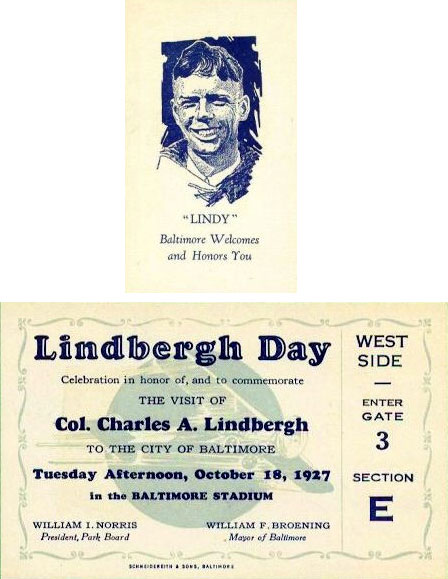 "LINDY"
Baltimore Welcomes
and Honors You
Lindbergh Day
Celebration in honor of, and to commemorate
THE VISIT OF
Col. Charles A. Lindbergh
TO THE CITY OF BALTIMORE
Tuesday Afternoon, October 18, 1927
in the BALTIMORE STADIUM
WILLIAM I. NORRIS
President, Park Board
WILLIAM F. BROENING
Mayor of Baltimore
WEST
SIDE
—
ENTER
GATE
3
SECTION
E
SCHNEIDEREITH & SONS, BALTIMORE